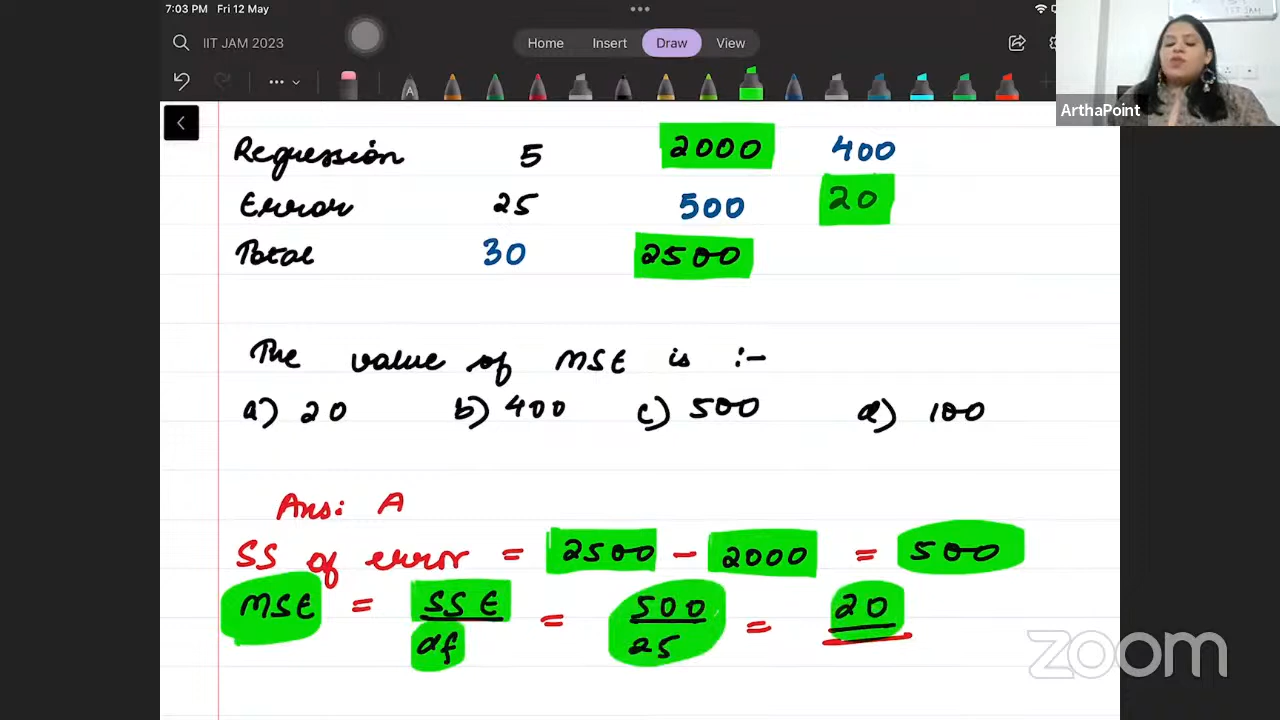 7:03 PM Fri 12 May
IIT JAM 2023
Home Insert Draw View
A
ArthaPoint
Regression 5 2000 400
Error 25 500 20
Total 30 2500
The value of MSE is :-
a) 20 b) 400 c) 500 d) 100
Ans: A
SS of error = 2500 - 2000 = 500
MSE = SSE/df = 500/25 = 20
zoom